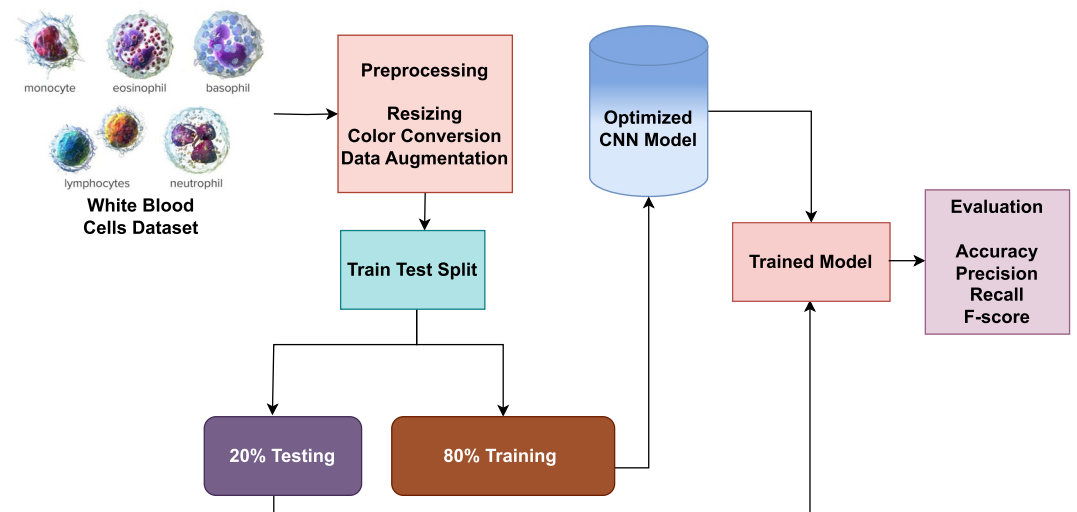 monocyte
eosinophil
basophil
lymphocytes
neutrophil
White Blood
Cells Dataset
Preprocessing
Resizing
Color Conversion
Data Augmentation
Train Test Split
20% Testing
80% Training
Optimized
CNN Model
Trained Model
Evaluation
Accuracy
Precision
Recall
F-score